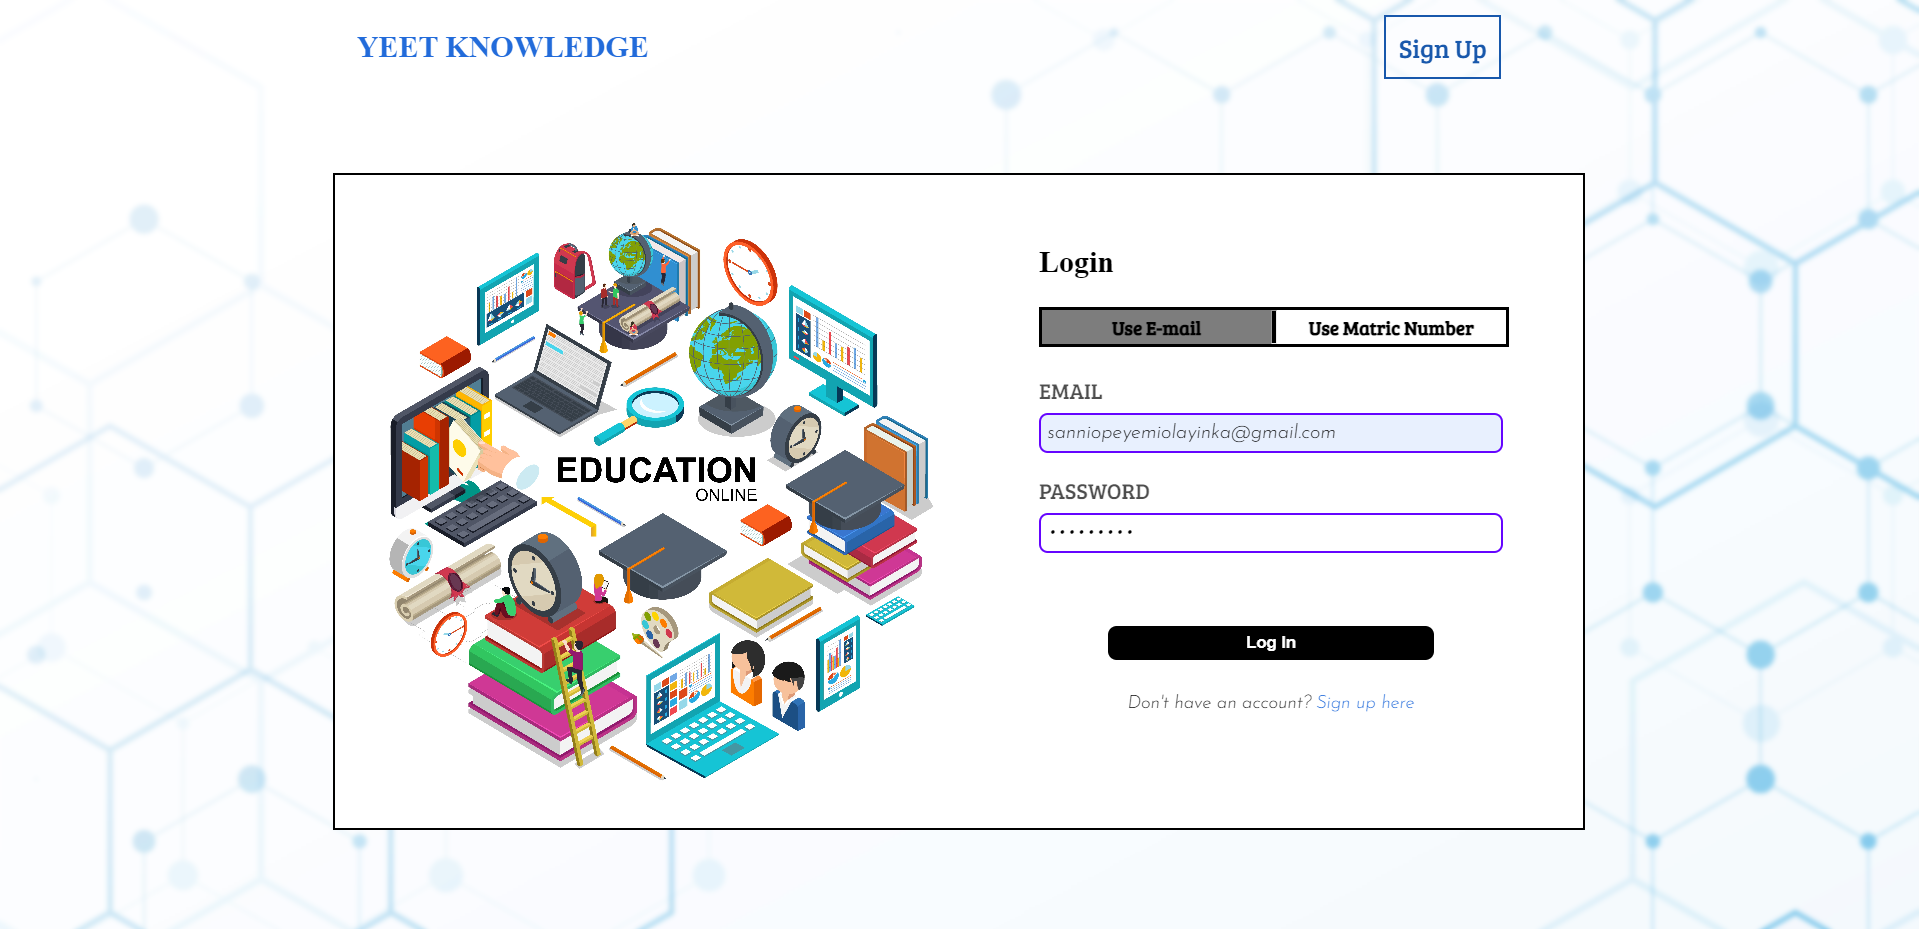 YEET KNOWLEDGE
Sign Up
EDUCATION
ONLINE
Login
Use E-mail
Use Matric Number
EMAIL
sanniopeyemiolayinka@gmail.com
PASSWORD
•••••••••
Log In
Don't have an account? Sign up here